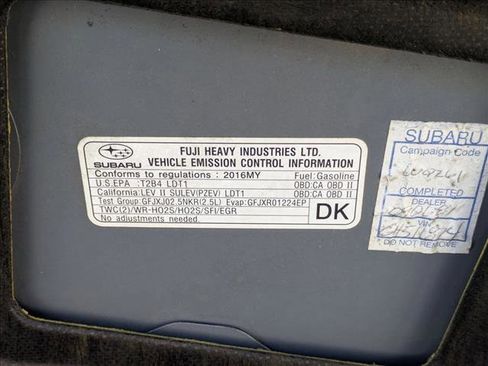 SUBARU
FUJI HEAVY INDUSTRIES LTD.
VEHICLE EMISSION CONTROL INFORMATION
Conforms to regulations : 2016MY Fuel:Gasoline
U.S.EPA :T2B4 LDT1 OBD:CA OBD II
California:LEV II SULEV(PZEV) LDT1 OBD:CA OBD II
Test Group:GFJXJ02.5NKR(2.5L) Evap:GFJXR01224EP
TWC(2)/WR-HO2S/HO2S/SFI/EGR
No adjustments needed.
DK
SUBARU
Campaign Code
COMPLETED
DEALER
VIN
DO NOT REMOVE